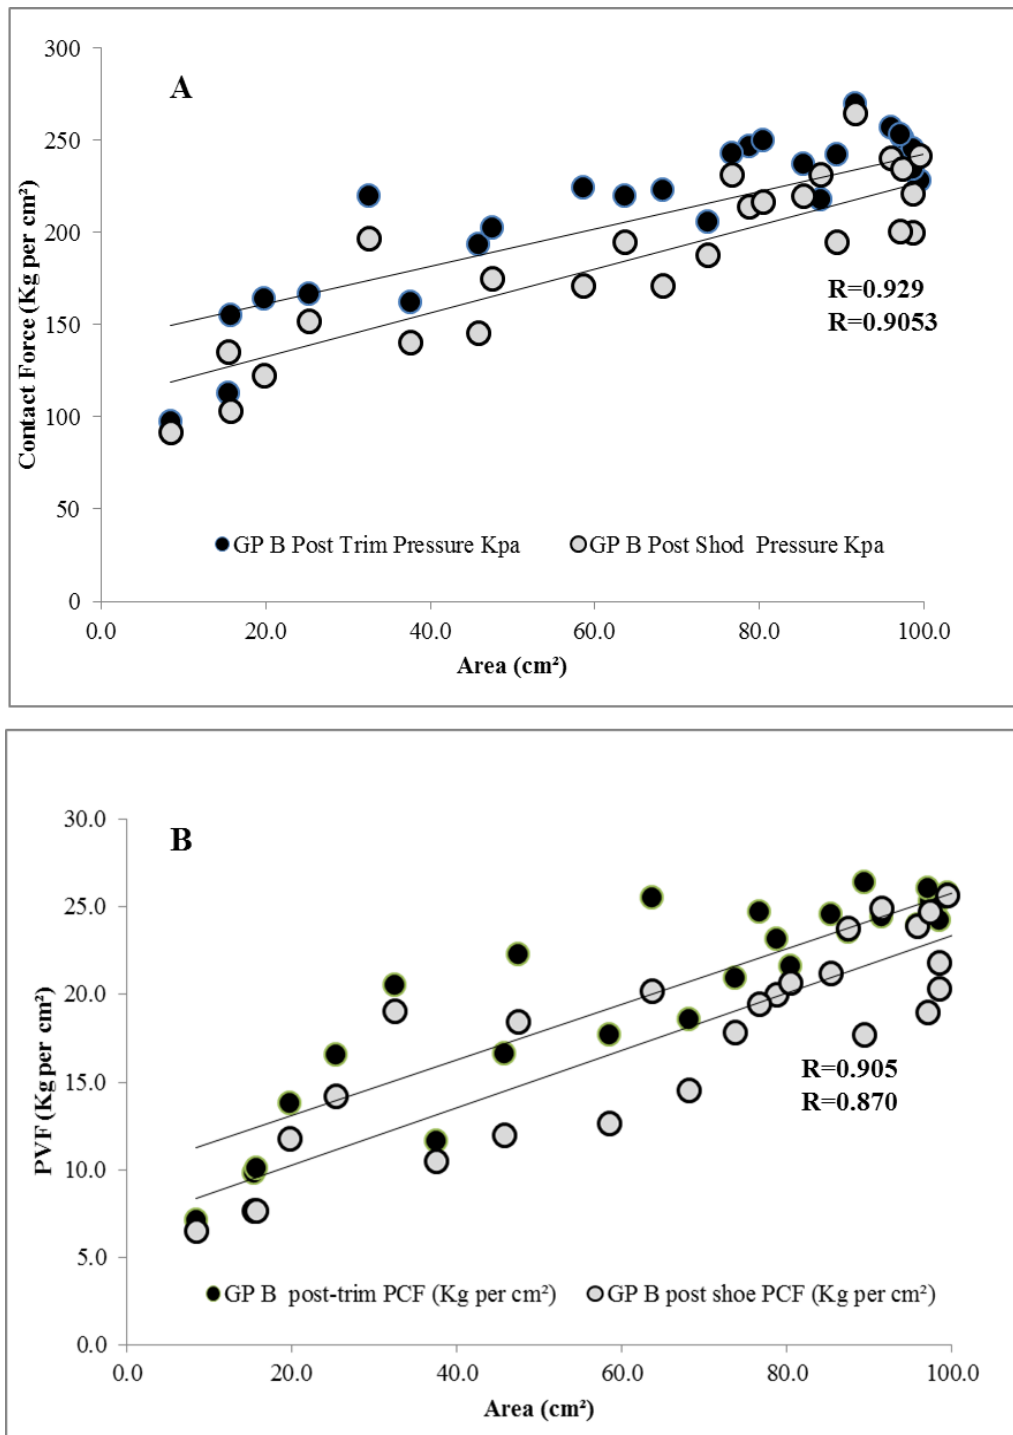 A
300
250
200
150
100
50
0
Contact Force (Kg per cm²)
R=0.929
R=0.9053
GP B Post Trim Pressure Kpa GP B Post Shod Pressure Kpa
0.0 20.0 40.0 60.0 80.0 100.0
Area (cm²)
B
30.0
25.0
20.0
15.0
10.0
5.0
0.0
PVF (Kg per cm²)
R=0.905
R=0.870
GP B post-trim PCF (Kg per cm²) GP B post shoe PCF (Kg per cm²)
0.0 20.0 40.0 60.0 80.0 100.0
Area (cm²)